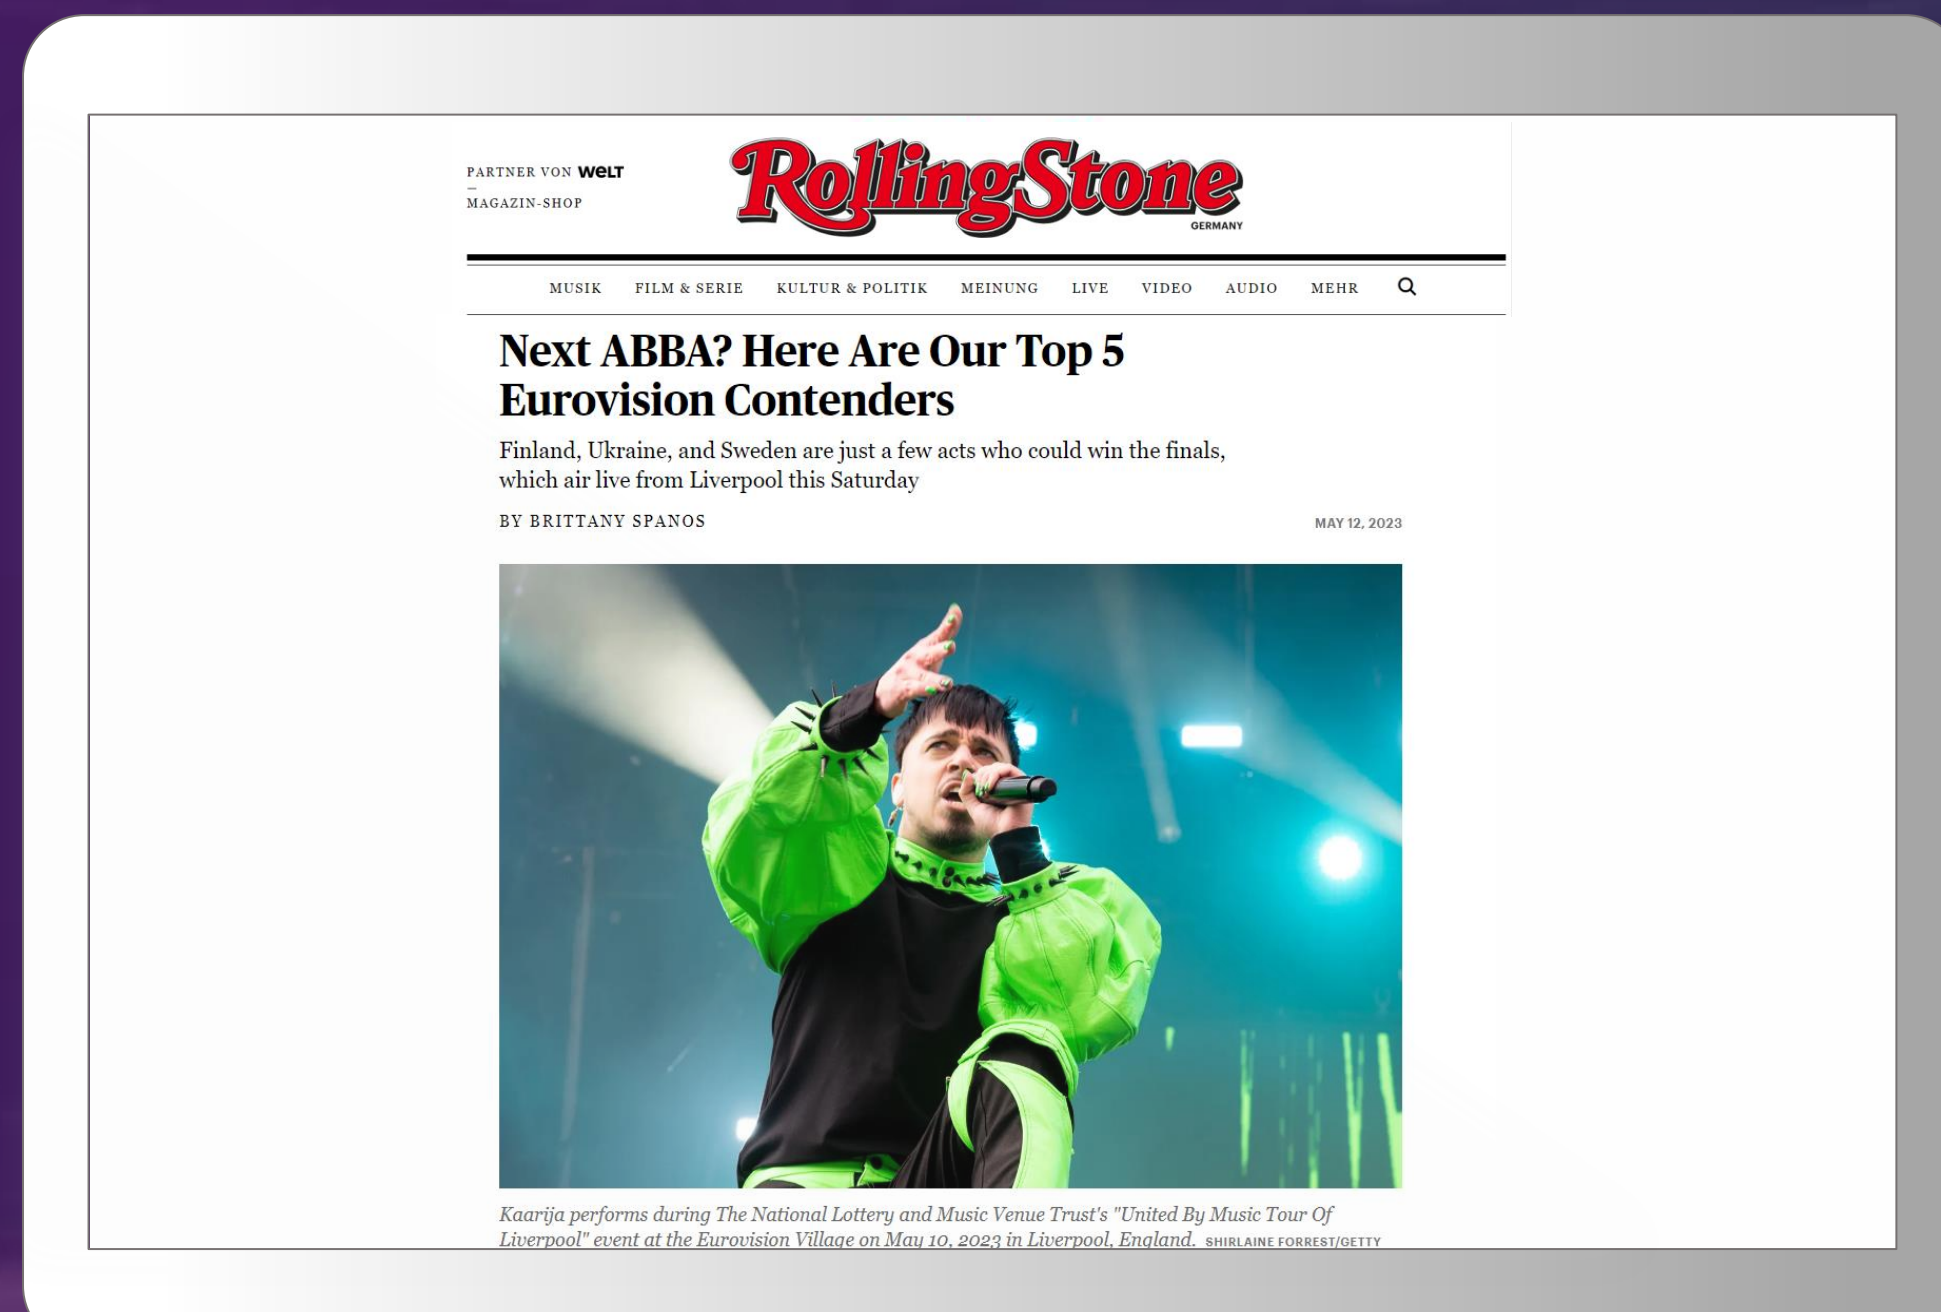 PARTNER VON WELT
MAGAZIN-SHOP
RollingStone
GERMANY
MUSIK FILM & SERIE KULTUR & POLITIK MEINUNG LIVE VIDEO AUDIO MEHR
Next ABBA? Here Are Our Top 5
Eurovision Contenders
Finland, Ukraine, and Sweden are just a few acts who could win the finals,
which air live from Liverpool this Saturday
BY BRITTANY SPANOS
MAY 12, 2023
Kaarija performs during The National Lottery and Music Venue Trust's "United By Music Tour Of
Liverpool" event at the Eurovision Village on May 10, 2023 in Liverpool, England. SHIRLAINE FORREST/GETTY